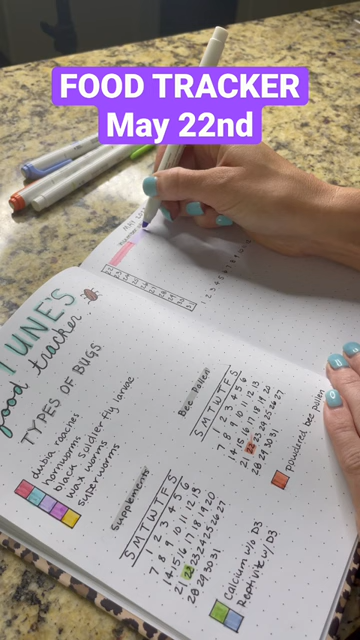 FOOD TRACKER
May 22nd
TUNE'S
food tracker
TYPES OF BUGS
dubia roaches
hornworms
black soldier fly larvae
wax worms
superworms
Bee Pollen
S M T W T F S
1 2 3 4 5 6
7 8 9 10 11 12 13
14 15 16 17 18 19 20
21 22 23 24 25 26 27
28 29 30 31
powdered bee pollen
Supplements
S M T W T F S
1 2 3 4 5 6
7 8 9 10 11 12 13
14 15 16 17 18 19 20
21 22 23 24 25 26 27
28 29 30 31
Calcium w/o D3
Reptivite w/ D3